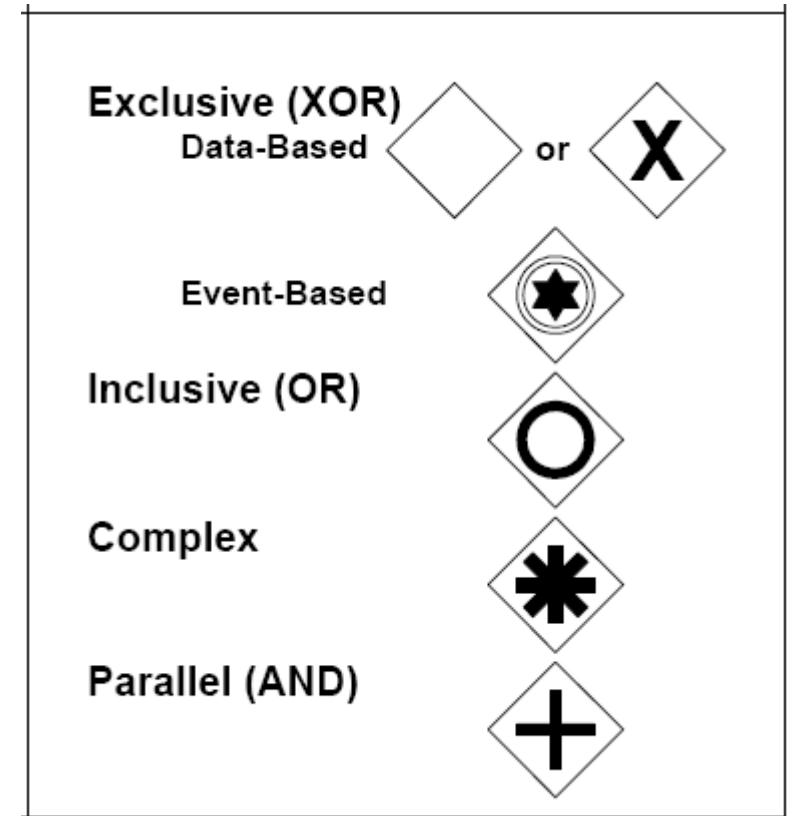 Exclusive (XOR)
Data-Based or X
Event-Based
Inclusive (OR)
Complex
Parallel (AND)